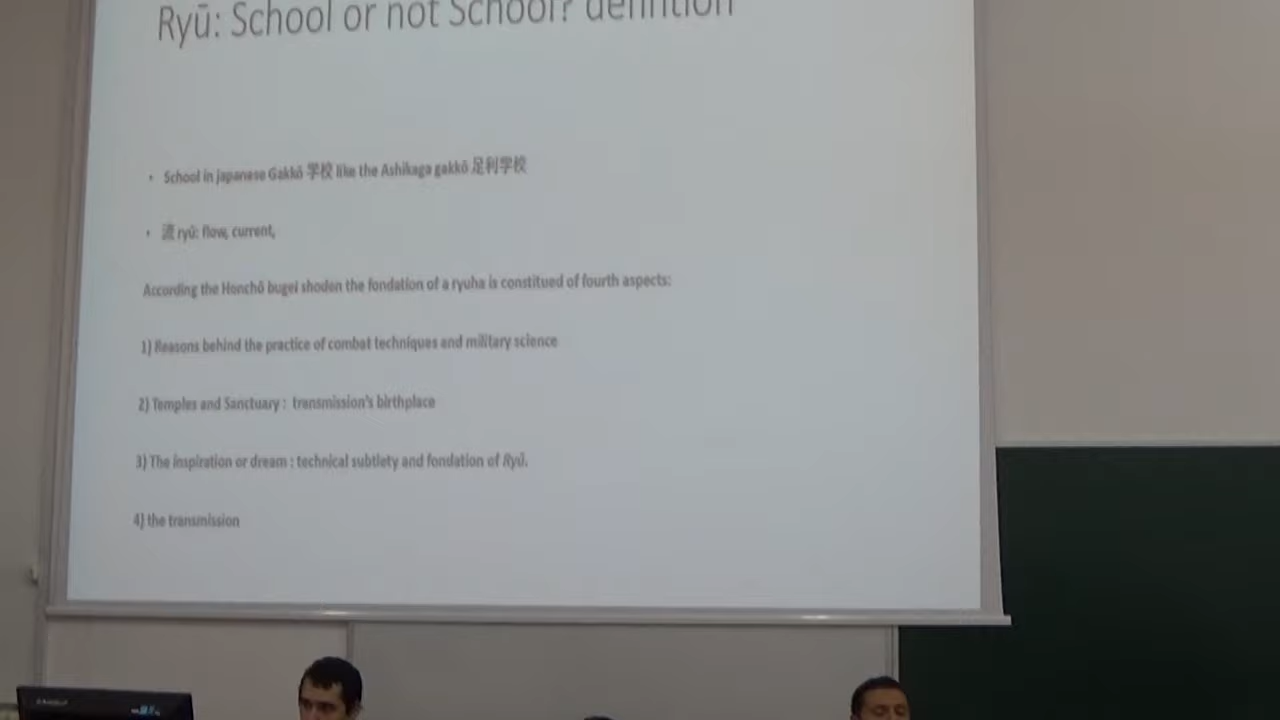 Ryū: School or not School? definition
• School in japanese Gakkō 学校 like the Ashikaga gakkō 足利学校
• 流 ryū: flow, current,
According the Honchō bugei shoden the fondation of a ryuha is constitued of fourth aspects:
1) Reasons behind the practice of combat techniques and military science
2) Temples and Sanctuary : transmission's birthplace
3) The inspiration or dream : technical subtlety and fondation of Ryū.
4) the transmission